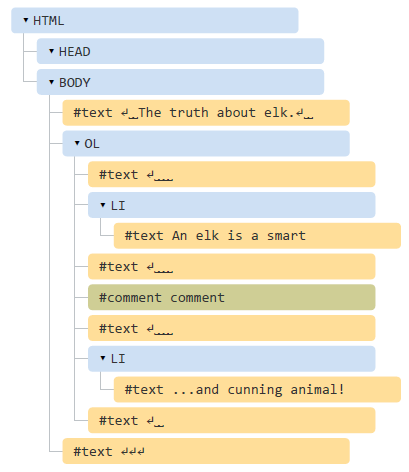 ▾ HTML
▾ HEAD
▾ BODY
#text ↵␣␣The truth about elk.↵␣␣
▾ OL
#text ↵␣␣␣␣
▾ LI
#text An elk is a smart
#text ↵␣␣␣␣
#comment comment
#text ↵␣␣␣␣
▾ LI
#text ...and cunning animal!
#text ↵␣␣
#text ↵↵↵